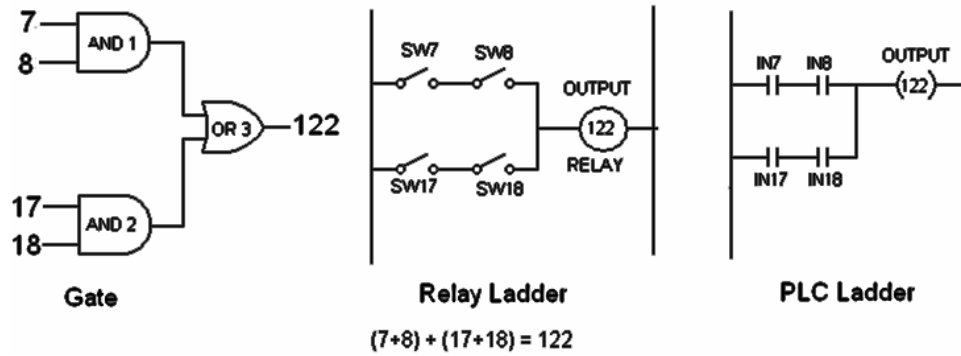 7
8
AND 1
OR 3
122
17
18
AND 2
Gate
SW7
SW8
OUTPUT
122
RELAY
SW17
SW18
Relay Ladder
(7+8) + (17+18) = 122
IN7
IN8
OUTPUT
(122)
IN17
IN18
PLC Ladder